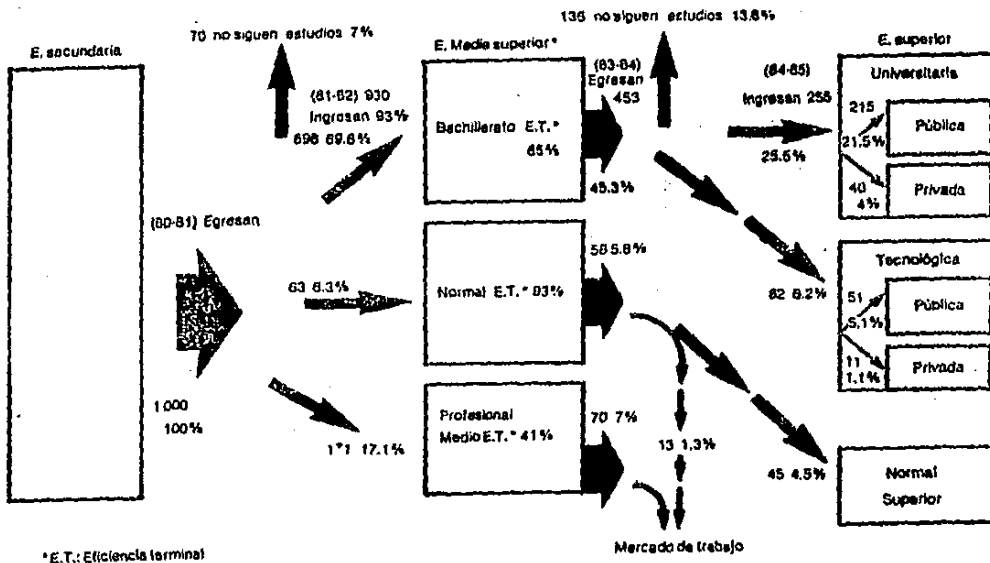 E. secundaria
70 no siguen estudios 7%
E. Media superior*
136 no siguen estudios 13.6%
E. superior
(81-82) 930
Ingresan 93%
696 69.6%
Bachillerato E.T.*
65%
(83-84)
Egresan
453
45.3%
(84-85)
Ingresan 255
25.5%
Universitaria
215
21.5%
Pública
40
4%
Privada
(80-81) Egresan
63 6.3%
Normal E.T.* 93%
58 5.8%
62 6.2%
Tecnológica
51
5.1%
Pública
11
1.1%
Privada
1 000
100%
17.1%
Profesional
Medio E.T.* 41%
70 7%
13 1.3%
45 4.5%
Normal
Superior
Mercado de trabajo
*E.T.: Eficiencia terminal